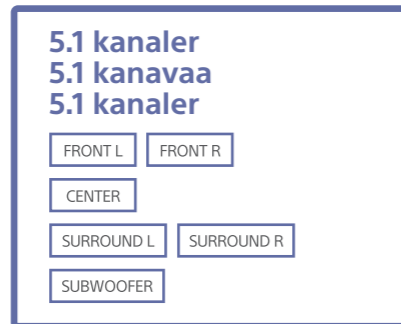 5.1 kanaler
5.1 kanavaa
5.1 kanaler
FRONT L FRONT R
CENTER
SURROUND L SURROUND R
SUBWOOFER